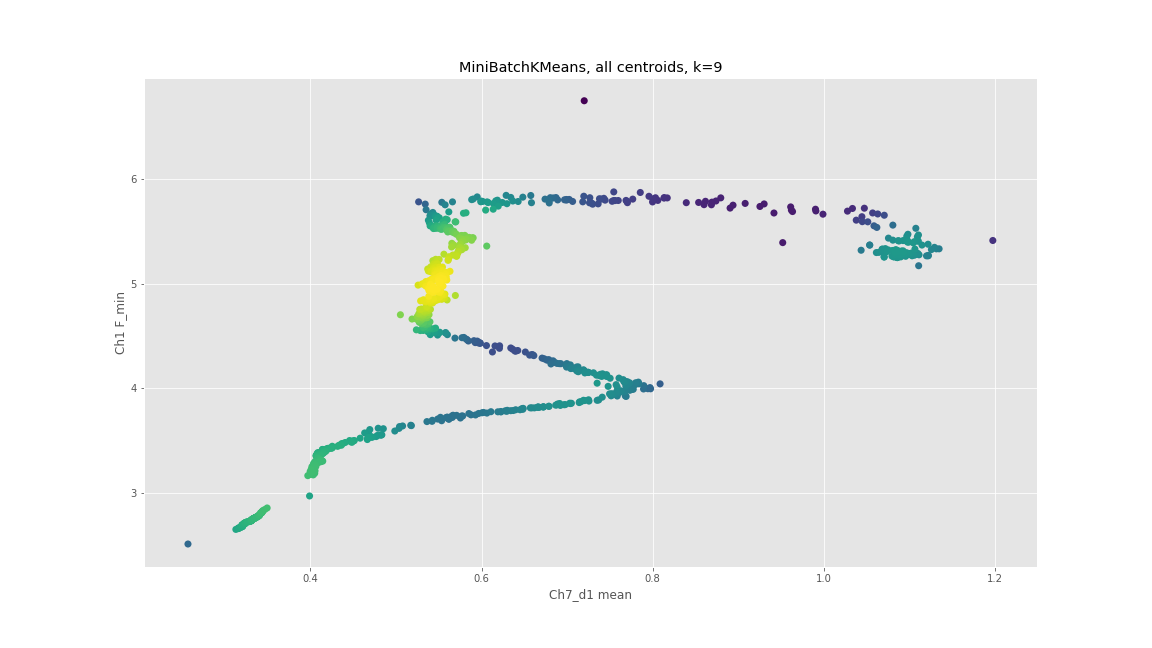 MiniBatchKMeans, all centroids, k=9
6
5
4
3
Ch1 F_min
0.4 0.6 0.8 1.0 1.2
Ch7_d1 mean